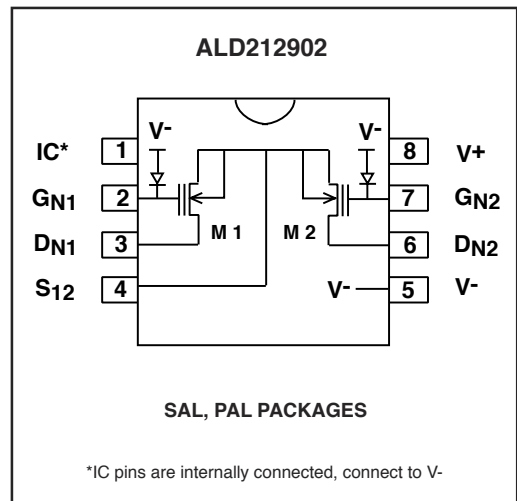 ALD212902
IC* 1 V- V- 8 V+
GN1 2 7 GN2
DN1 3 M 1 M 2 6 DN2
S12 4 V- 5 V-
SAL, PAL PACKAGES
*IC pins are internally connected, connect to V-